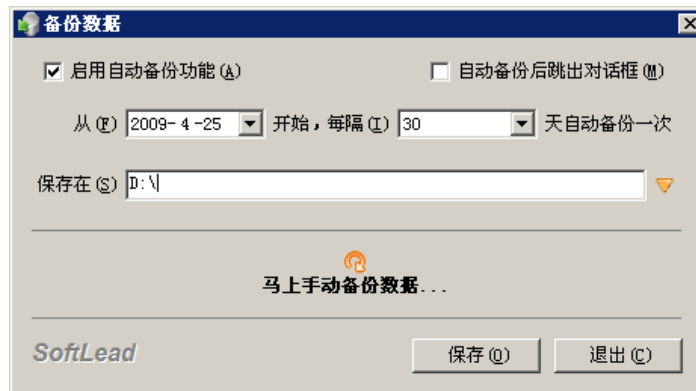 备份数据
启用自动备份功能(A) 自动备份后跳出对话框(M)
从(F) 2009-4-25 开始，每隔(I) 30 天自动备份一次
保存在(S) D:\
马上手动备份数据...
SoftLead 保存(O) 退出(C)